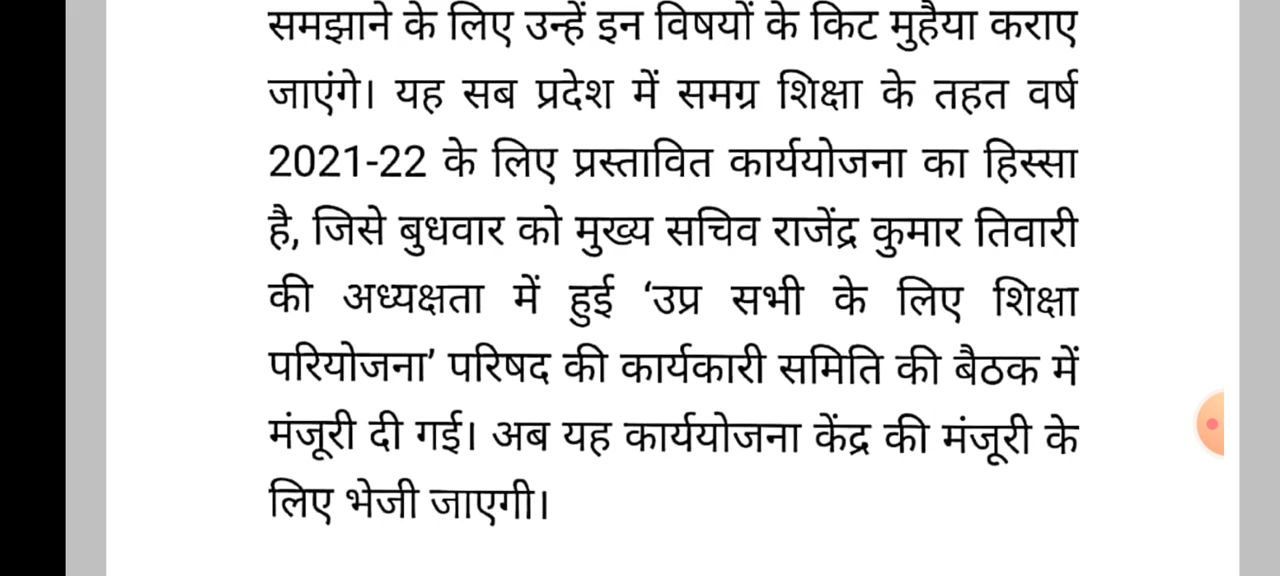 समझाने के लिए उन्हें इन विषयों के किट मुहैया कराए
जाएंगे। यह सब प्रदेश में समग्र शिक्षा के तहत वर्ष
2021-22 के लिए प्रस्तावित कार्ययोजना का हिस्सा
है, जिसे बुधवार को मुख्य सचिव राजेंद्र कुमार तिवारी
की अध्यक्षता में हुई ‘उप्र सभी के लिए शिक्षा
परियोजना’ परिषद की कार्यकारी समिति की बैठक में
मंजूरी दी गई। अब यह कार्ययोजना केंद्र की मंजूरी के
लिए भेजी जाएगी।